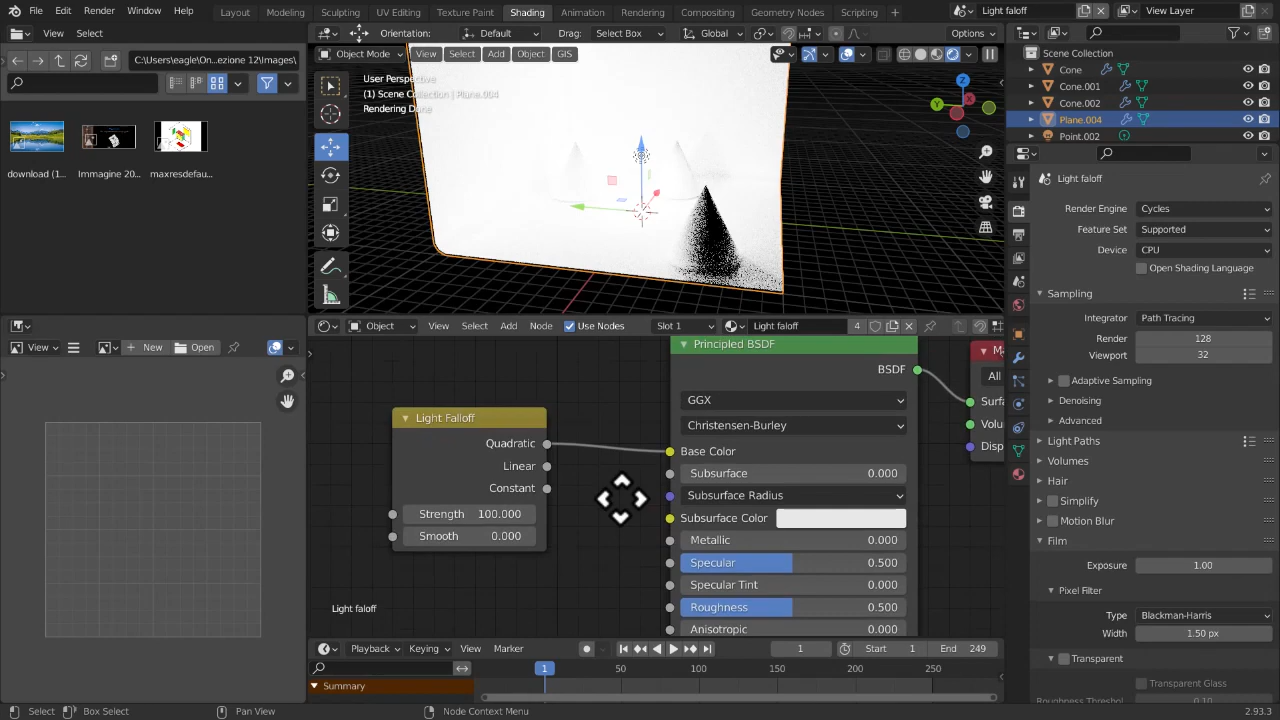 File Edit Render Window Help Layout Modeling Sculpting UV Editing Texture Paint Shading Animation Rendering Compositing Geometry Nodes Scripting Light falloff View Layer
View Select
C:\Users\eagle\On...ezione 12\Images\
download (1... Immagine 20... maxresdefau...
Orientation: Default Drag: Select Box Global Options
Object Mode View Select Add Object GIS
User Perspective
(1) Scene Collection | Plane.004
Rendering Done
X
Y
Z
Scene Collection
Cone
Cone.001
Cone.002
Plane.004
Point.002
Light falloff
Render Engine Cycles
Feature Set Supported
Device CPU
Open Shading Language
Sampling
Integrator Path Tracing
Render 128
Viewport 32
Adaptive Sampling
Denoising
Advanced
Light Paths
Volumes
Hair
Simplify
Motion Blur
Film
Exposure 1.00
Pixel Filter
Type Blackman-Harris
Width 1.50 px
Transparent
Transparent Glass
Roughness Threshol 0.10
View New Open
Object View Select Add Node Use Nodes Slot 1 Light falloff 4
Light Falloff
Quadratic
Linear
Constant
Strength 100.000
Smooth 0.000
Light falloff
Principled BSDF
BSDF
GGX
Christensen-Burley
Base Color
Subsurface 0.000
Subsurface Radius
Subsurface Color
Metallic 0.000
Specular 0.500
Specular Tint 0.000
Roughness 0.500
Anisotropic 0.000
All
Surfa
Volu
Disp
Playback Keying View Marker 1 Start 1 End 249
1 50 100 150 200 250
Summary
Select Box Select Pan View Node Context Menu 2.93.3